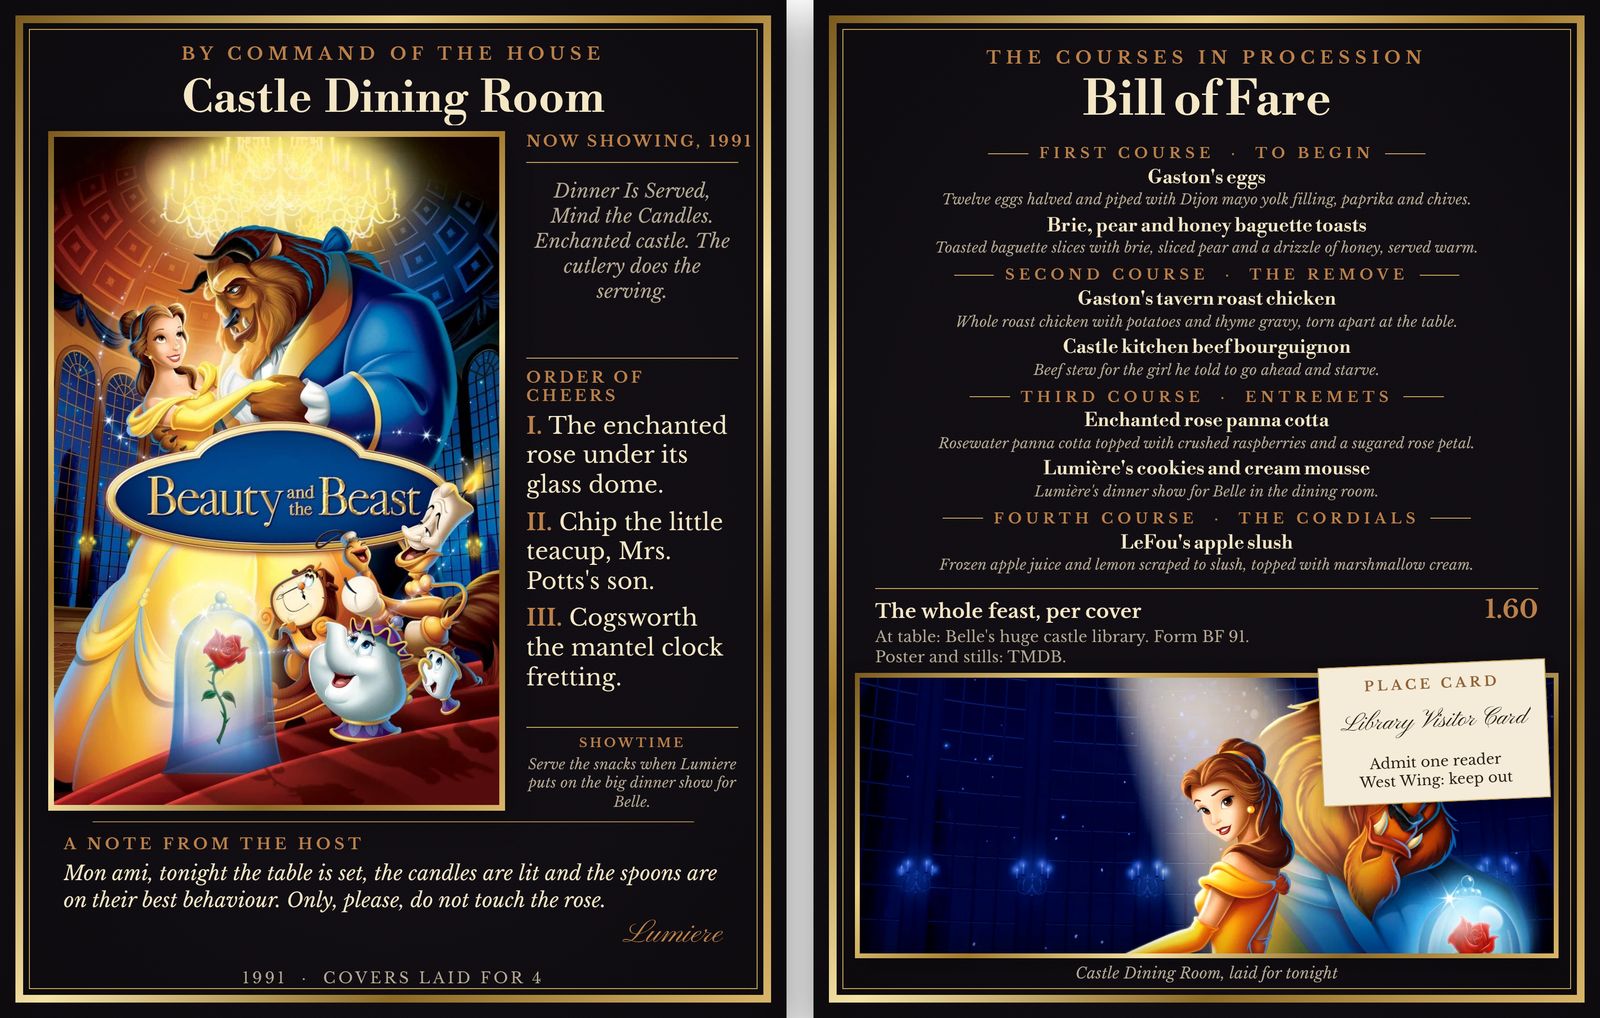 BY COMMAND OF THE HOUSE
Castle Dining Room
NOW SHOWING, 1991
Dinner Is Served,
Mind the Candles.
Enchanted castle. The
cutlery does the
serving.
ORDER OF
CHEERS
I. The enchanted
rose under its
glass dome.
II. Chip the little
teacup, Mrs.
Potts's son.
III. Cogsworth
the mantel clock
fretting.
SHOWTIME
Serve the snacks when Lumiere
puts on the big dinner show for
Belle.
Beauty and the Beast
A NOTE FROM THE HOST
Mon ami, tonight the table is set, the candles are lit and the spoons are
on their best behaviour. Only, please, do not touch the rose.
Lumiere
1991 · COVERS LAID FOR 4
THE COURSES IN PROCESSION
Bill of Fare
FIRST COURSE · TO BEGIN
Gaston's eggs
Twelve eggs halved and piped with Dijon mayo yolk filling, paprika and chives.
Brie, pear and honey baguette toasts
Toasted baguette slices with brie, sliced pear and a drizzle of honey, served warm.
SECOND COURSE · THE REMOVE
Gaston's tavern roast chicken
Whole roast chicken with potatoes and thyme gravy, torn apart at the table.
Castle kitchen beef bourguignon
Beef stew for the girl he told to go ahead and starve.
THIRD COURSE · ENTREMETS
Enchanted rose panna cotta
Rosewater panna cotta topped with crushed raspberries and a sugared rose petal.
Lumière's cookies and cream mousse
Lumière's dinner show for Belle in the dining room.
FOURTH COURSE · THE CORDIALS
LeFou's apple slush
Frozen apple juice and lemon scraped to slush, topped with marshmallow cream.
The whole feast, per cover 1.60
At table: Belle's huge castle library. Form BF 91.
Poster and stills: TMDB.
PLACE CARD
Library Visitor Card
Admit one reader
West Wing: keep out
Castle Dining Room, laid for tonight